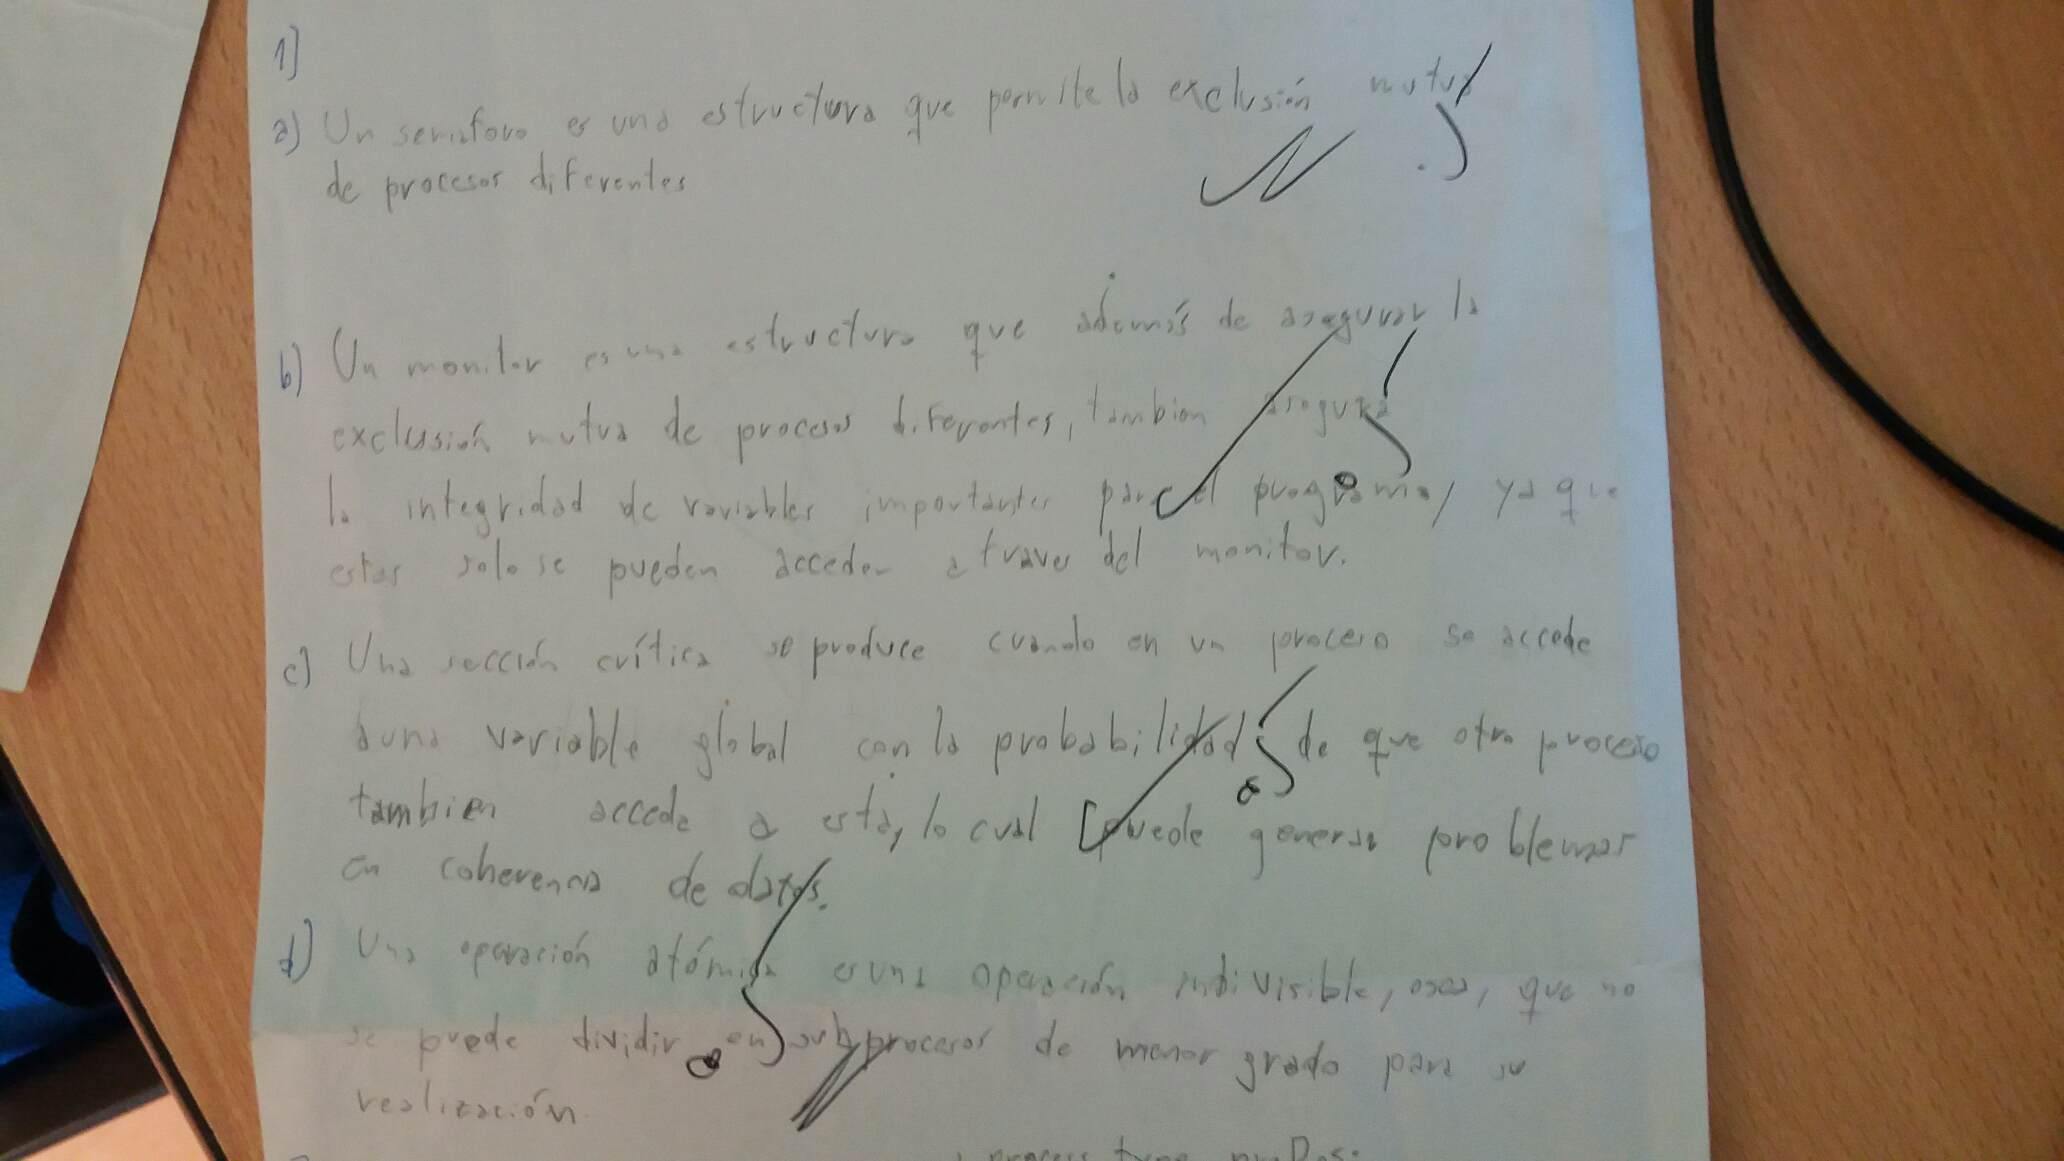 1)
a) Un semaforo es una estructura que permite la exclusión mutua
de procesos diferentes
b) Un monitor es una estructura que además de asegurar la
exclusión mutua de procesos diferentes, tambien asegura
la integridad de variables importantes para el programa, ya que
estas solo se pueden acceder a traves del monitor.
c) Una sección crítica se produce cuando en un proceso se accede
a una variable global con la probabilidad de que otro proceso
tambien accede a esta, lo cual puede generar problemas
en coherencia de datos.
d) Una operación atómica es una operación indivisible, osea, que no
se puede dividir en subprocesos de menor grado para su
realización.
process type